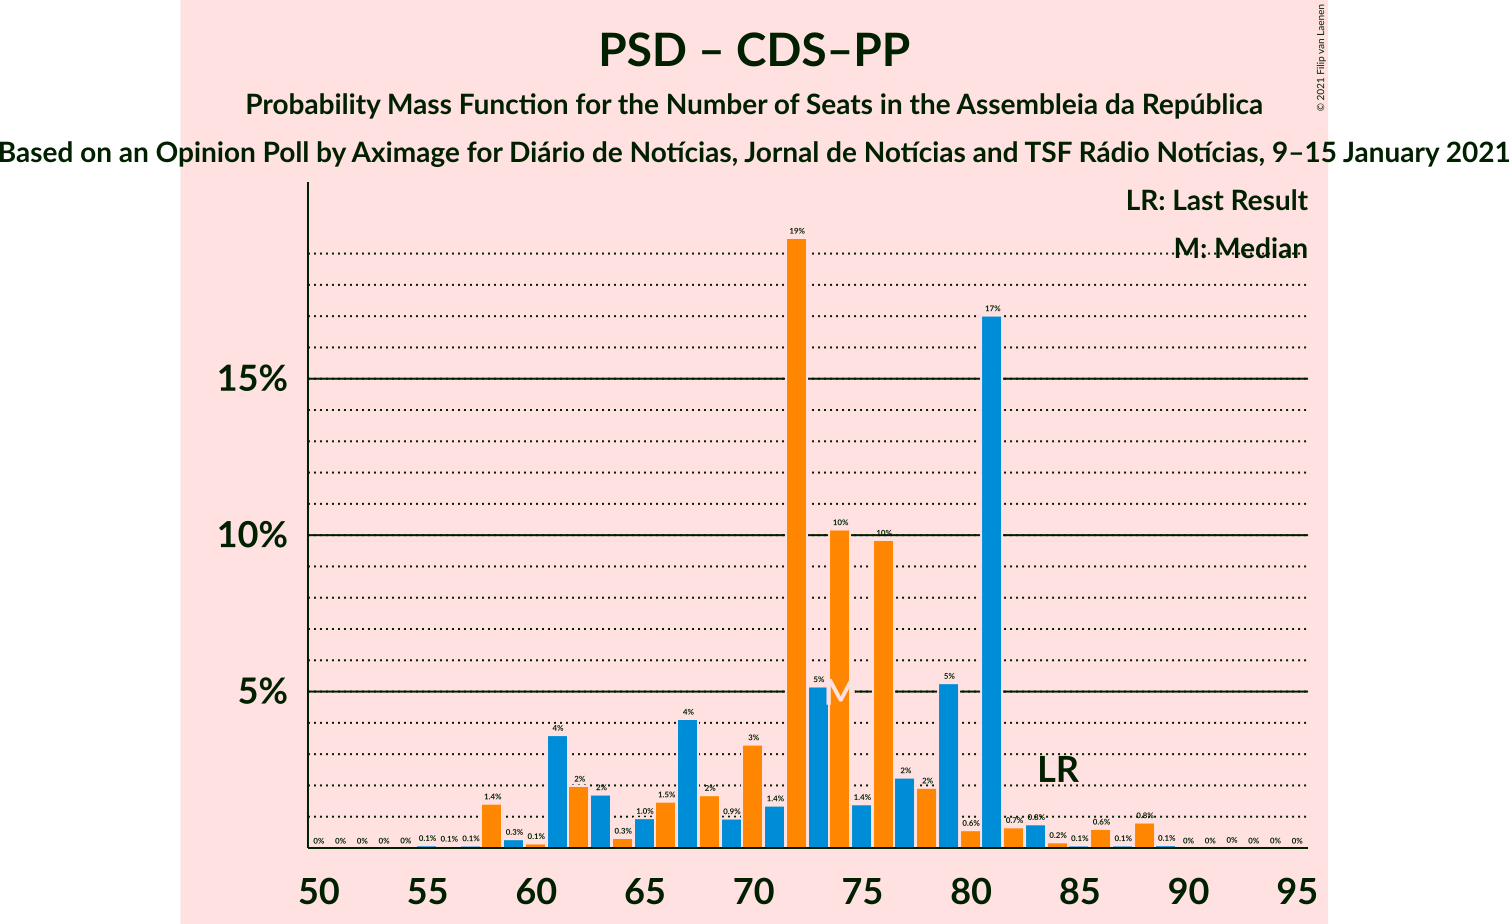 PSD – CDS–PP
Probability Mass Function for the Number of Seats in the Assembleia da República
Based on an Opinion Poll by Aximage for Diário de Notícias, Jornal de Notícias and TSF Rádio Notícias, 9–15 January 2021
© 2021 Filip van Laenen
LR: Last Result
M: Median
15%
10%
5%
0% 0% 0% 0% 0% 0.1% 0.1% 0.1% 1.4% 0.3% 0.1% 4% 2% 2% 0.3% 1.0% 1.5% 4% 2% 0.9% 3% 1.4% 19% 5% 10% 1.4% 10% 2% 2% 5% 0.6% 17% 0.7% 0.8% 0.2% 0.1% 0.6% 0.1% 0.8% 0.1% 0% 0% 0% 0% 0% 0%
M
LR
50 55 60 65 70 75 80 85 90 95